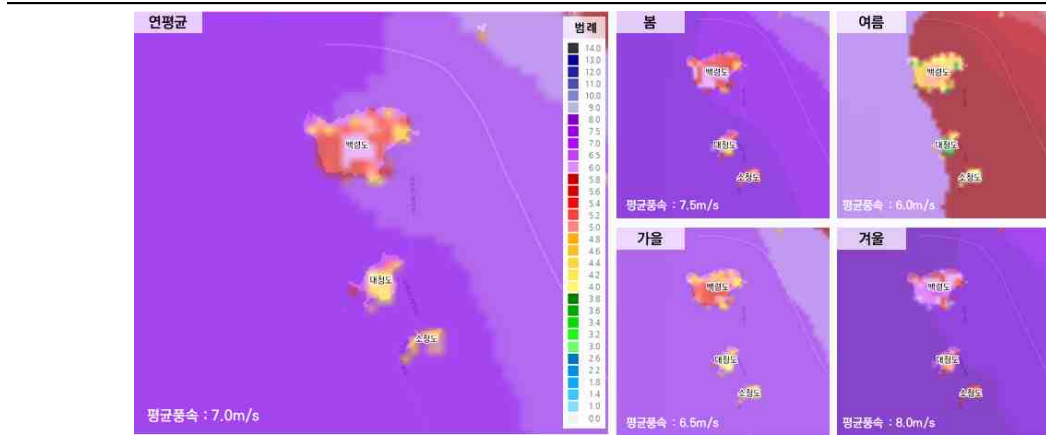 연평균
백령도
대청도
소청도
평균풍속 : 7.0m/s
범례
14.0
13.0
12.0
11.0
10.0
9.0
8.0
7.5
7.0
6.5
6.0
5.8
5.6
5.4
5.2
5.0
4.8
4.6
4.4
4.2
4.0
3.8
3.6
3.4
3.2
3.0
2.6
2.2
1.8
1.4
1.0
0.0
봄
백령도
대청도
소청도
평균풍속 : 7.5m/s
여름
백령도
대청도
소청도
평균풍속 : 6.0m/s
가을
백령도
대청도
소청도
평균풍속 : 6.5m/s
겨울
백령도
대청도
소청도
평균풍속 : 8.0m/s